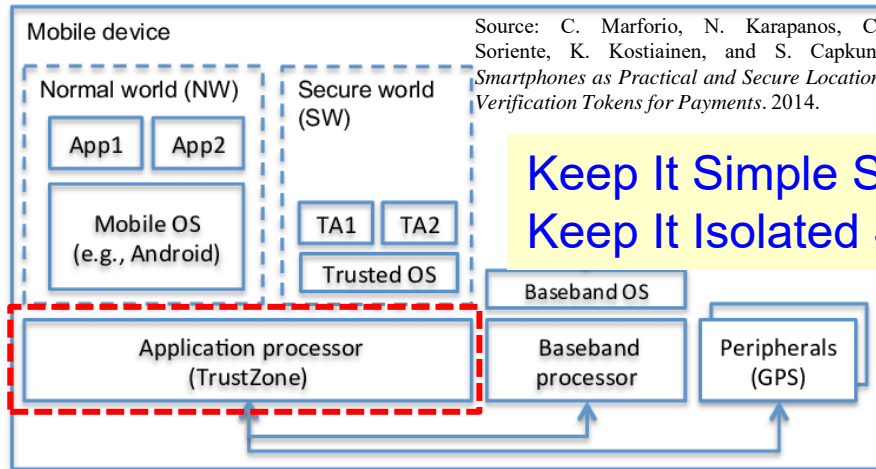 Mobile device
Source: C. Marforio, N. Karapanos, C
Soriente, K. Kostiainen, and S. Capkun
Smartphones as Practical and Secure Location
Verification Tokens for Payments. 2014.
Normal world (NW)
Secure world
(SW)
App1
App2
Keep It Simple S
Keep It Isolated
Mobile OS
(e.g., Android)
TA1
TA2
Trusted OS
Baseband OS
Application processor
(TrustZone)
Baseband
processor
Peripherals
(GPS)